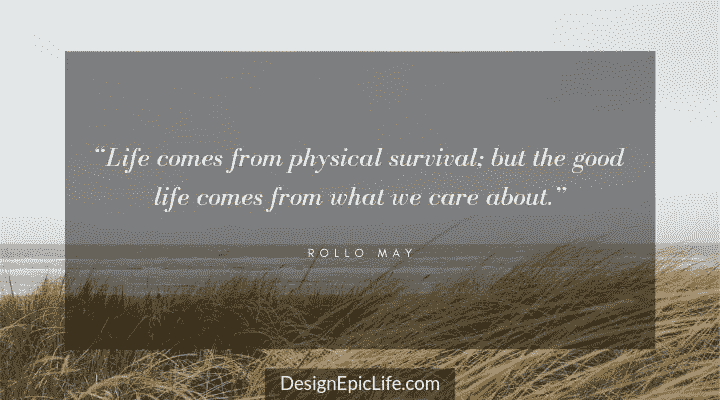 “Life comes from physical survival; but the good
life comes from what we care about.”
ROLLO MAY
DesignEpicLife.com